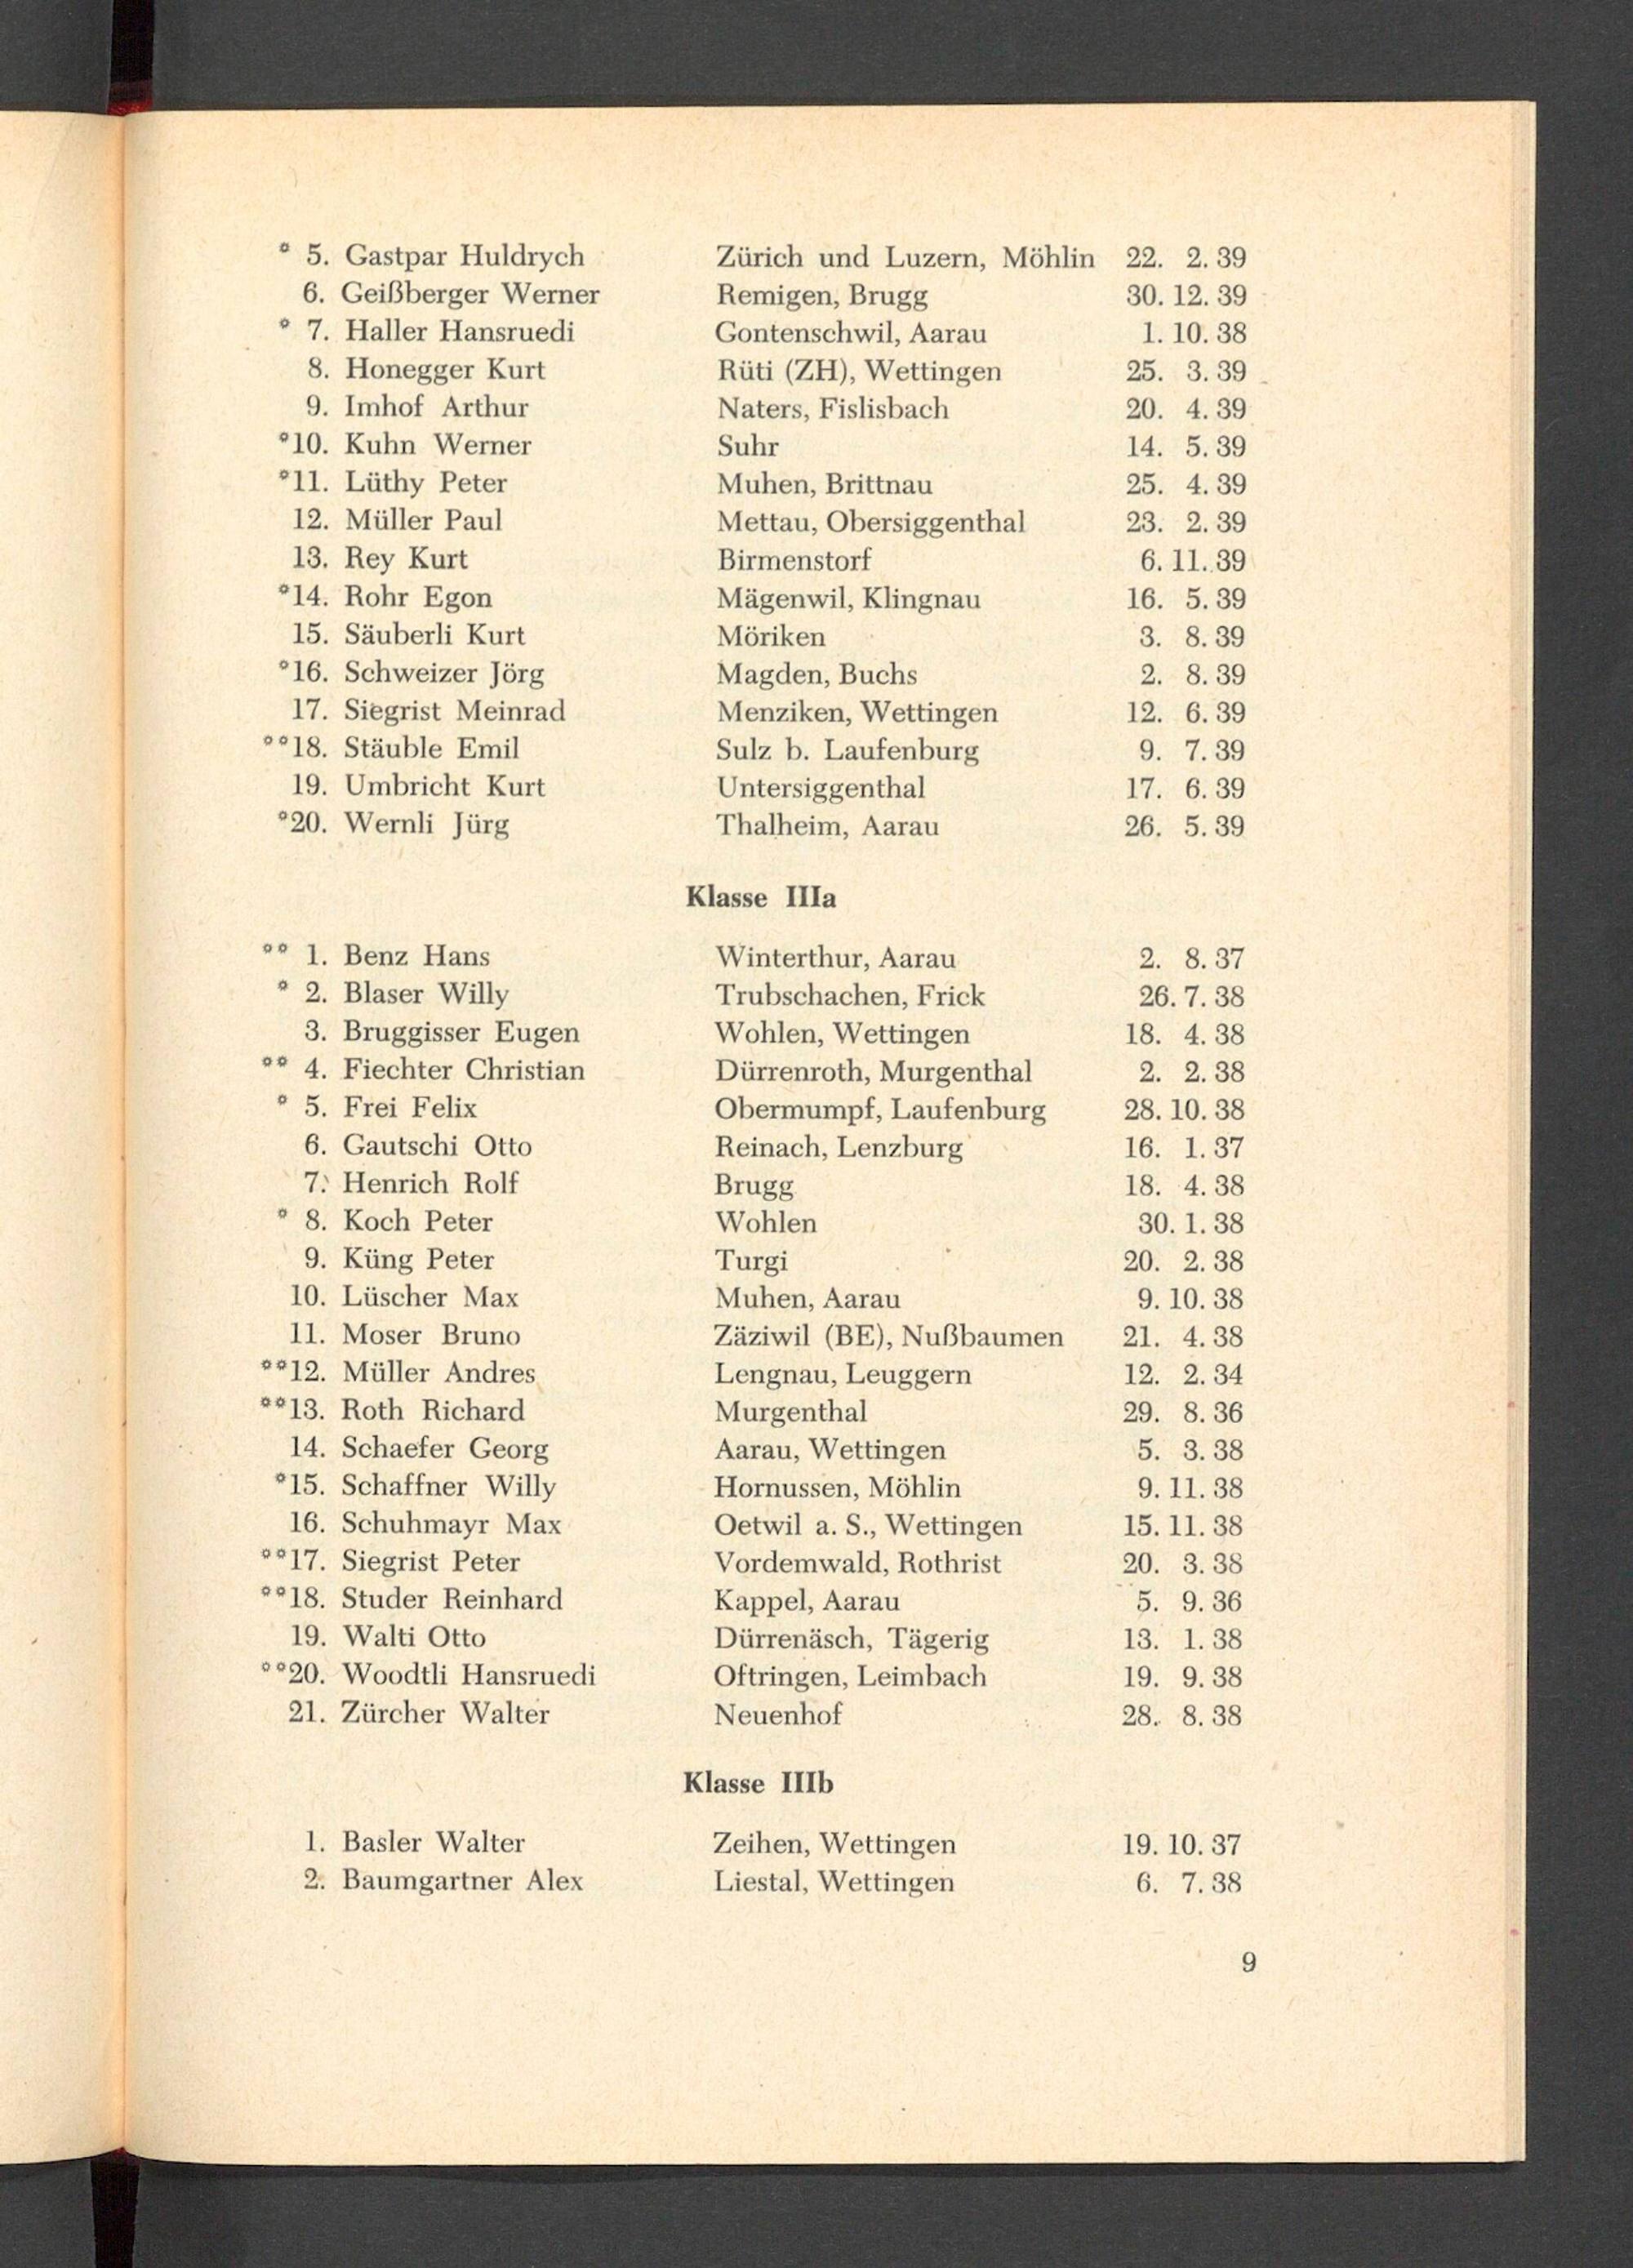 ° 5. Gastpar Huldrych Zürich und Luzern, Möhlin 22. 2. 39
6. Geißberger Werner Remigen, Brugg 30. 12. 39
° 7. Haller Hansruedi Gontenschwil, Aarau 1. 10. 38
8. Honegger Kurt Rüti (ZH), Wettingen 25. 3. 39
9. Imhof Arthur Naters, Fislisbach 20. 4. 39
°10. Kuhn Werner Suhr 14. 5. 39
°11. Lüthy Peter Muhen, Brittnau 25. 4. 39
12. Müller Paul Mettau, Obersiggenthal 23. 2. 39
13. Rey Kurt Birmenstorf 6. 11. 39
°14. Rohr Egon Mägenwil, Klingnau 16. 5. 39
15. Säuberli Kurt Möriken 3. 8. 39
°16. Schweizer Jörg Magden, Buchs 2. 8. 39
17. Siegrist Meinrad Menziken, Wettingen 12. 6. 39
°°18. Stäuble Emil Sulz b. Laufenburg 9. 7. 39
19. Umbricht Kurt Untersiggenthal 17. 6. 39
°20. Wernli Jürg Thalheim, Aarau 26. 5. 39
Klasse IIIa
°° 1. Benz Hans Winterthur, Aarau 2. 8. 37
° 2. Blaser Willy Trubschachen, Frick 26. 7. 38
3. Bruggisser Eugen Wohlen, Wettingen 18. 4. 38
°° 4. Fiechter Christian Dürrenroth, Murgenthal 2. 2. 38
° 5. Frei Felix Obermumpf, Laufenburg 28. 10. 38
6. Gautschi Otto Reinach, Lenzburg 16. 1. 37
7. Henrich Rolf Brugg 18. 4. 38
° 8. Koch Peter Wohlen 30. 1. 38
9. Küng Peter Turgi 20. 2. 38
10. Lüscher Max Muhen, Aarau 9. 10. 38
11. Moser Bruno Zäziwil (BE), Nußbaumen 21. 4. 38
°°12. Müller Andres Lengnau, Leuggern 12. 2. 34
°°13. Roth Richard Murgenthal 29. 8. 36
14. Schaefer Georg Aarau, Wettingen 5. 3. 38
°15. Schaffner Willy Hornussen, Möhlin 9. 11. 38
16. Schuhmayr Max Oetwil a. S., Wettingen 15. 11. 38
°°17. Siegrist Peter Vordemwald, Rothrist 20. 3. 38
°°18. Studer Reinhard Kappel, Aarau 5. 9. 36
19. Walti Otto Dürrenäsch, Tägerig 13. 1. 38
°°20. Woodtli Hansruedi Oftringen, Leimbach 19. 9. 38
21. Zürcher Walter Neuenhof 28. 8. 38
Klasse IIIb
1. Basler Walter Zeihen, Wettingen 19. 10. 37
2. Baumgartner Alex Liestal, Wettingen 6. 7. 38
9